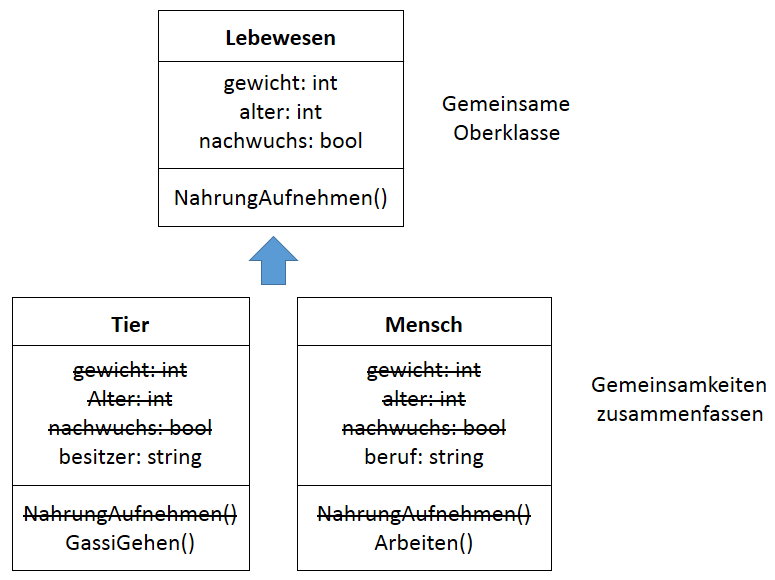 Lebewesen
gewicht: int
alter: int
nachwuchs: bool
NahrungAufnehmen()
Gemeinsame
Oberklasse
Tier
gewicht: int
Alter: int
nachwuchs: bool
besitzer: string
NahrungAufnehmen()
GassiGehen()
Mensch
gewicht: int
alter: int
nachwuchs: bool
beruf: string
NahrungAufnehmen()
Arbeiten()
Gemeinsamkeiten
zusammenfassen